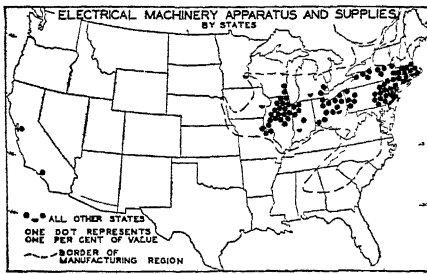 ELECTRICAL MACHINERY APPARATUS AND SUPPLIES
BY STATES
ALL OTHER STATES
ONE DOT REPRESENTS
ONE PER CENT OF VALUE
BORDER OF
MANUFACTURING REGION